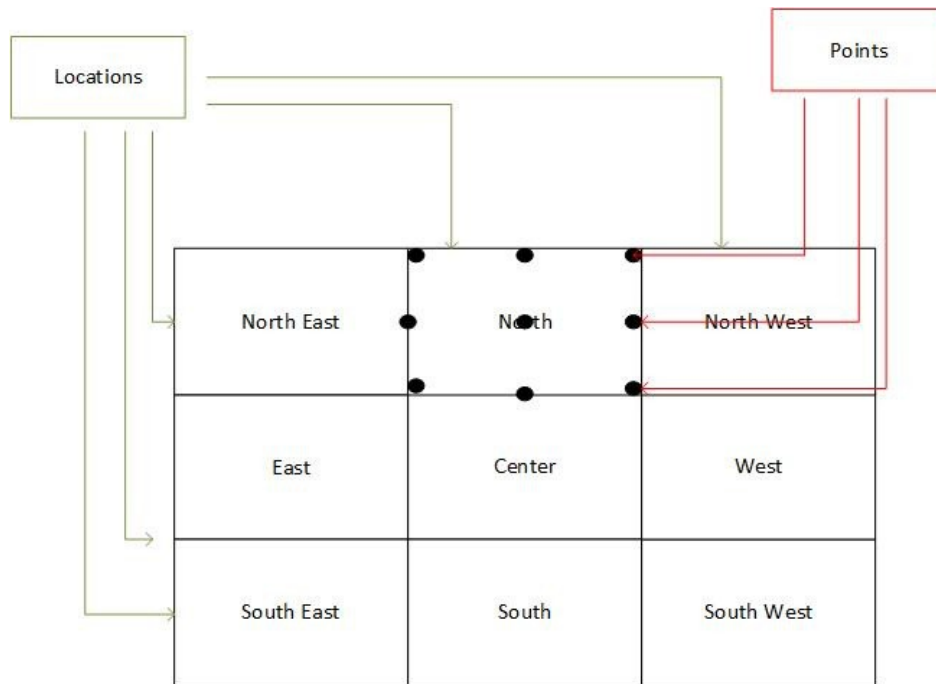 Locations
Points
North East
North
North West
East
Center
West
South East
South
South West